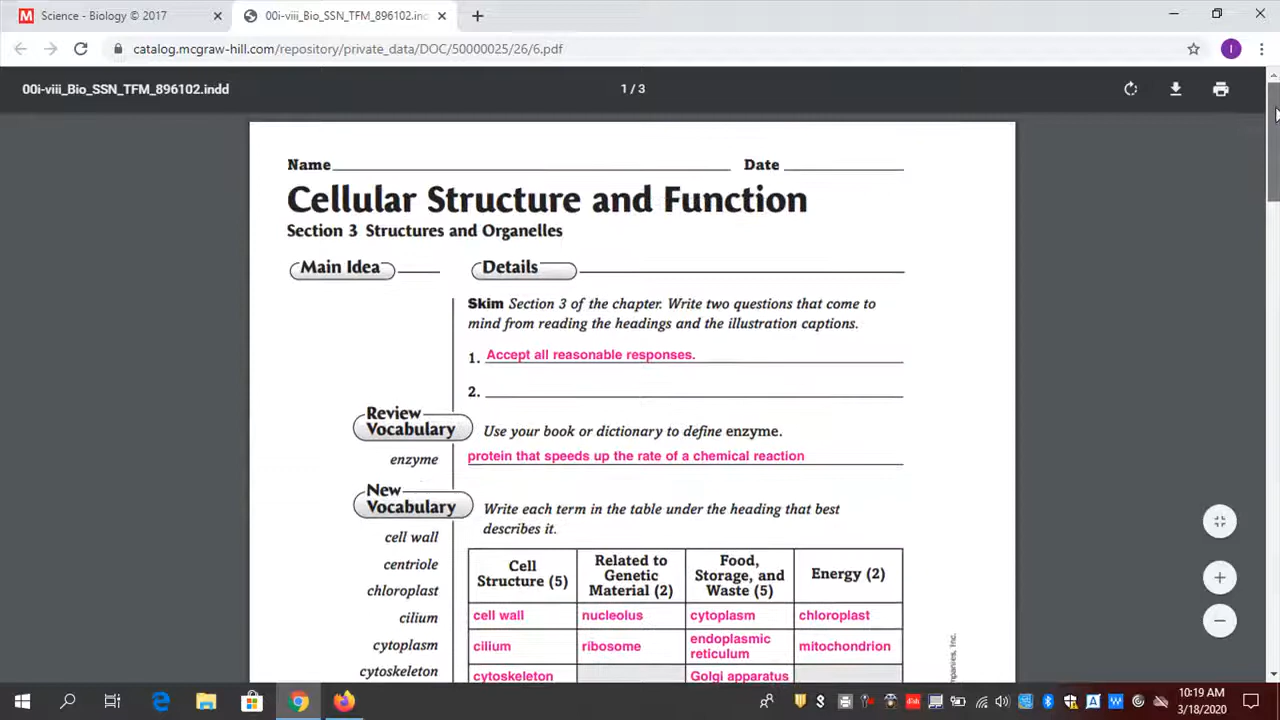 Science - Biology © 2017
00i-viii_Bio_SSN_TFM_896102.ind
catalog.mcgraw-hill.com/repository/private_data/DOC/50000025/26/6.pdf
00i-viii_Bio_SSN_TFM_896102.indd
1 / 3
Name Date
Cellular Structure and Function
Section 3 Structures and Organelles
Main Idea Details
Skim Section 3 of the chapter. Write two questions that come to
mind from reading the headings and the illustration captions.
1. Accept all reasonable responses.
2.
Review
Vocabulary
Use your book or dictionary to define enzyme.
enzyme
protein that speeds up the rate of a chemical reaction
New
Vocabulary
Write each term in the table under the heading that best
describes it.
cell wall
centriole
chloroplast
cilium
cytoplasm
cytoskeleton
Cell
Structure (5)
Related to
Genetic
Material (2)
Food,
Storage, and
Waste (5)
Energy (2)
cell wall nucleolus cytoplasm chloroplast
cilium ribosome endoplasmic
reticulum mitochondrion
cytoskeleton Golgi apparatus
mpanies, Inc.
10:19 AM
3/18/2020